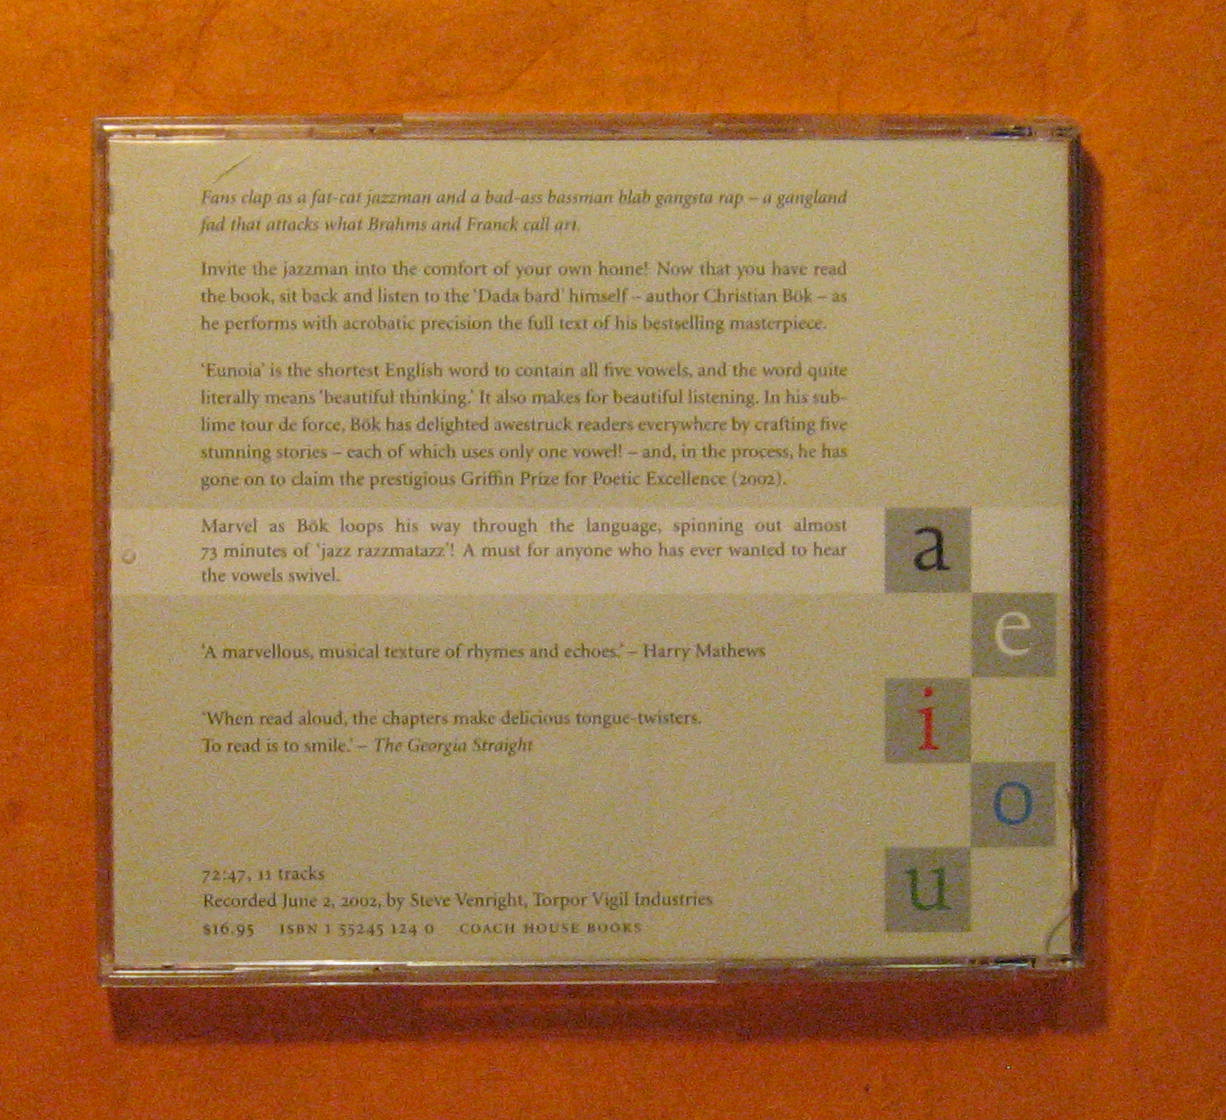 Fans clap as a fat-cat jazzman and a bad-ass bassman blab gangsta rap – a gangland
fad that attacks what Brahms and Franck call art.
Invite the jazzman into the comfort of your own home! Now that you have read
the book, sit back and listen to the 'Dada bard' himself – author Christian Bök – as
he performs with acrobatic precision the full text of his bestselling masterpiece.
'Eunoia' is the shortest English word to contain all five vowels, and the word quite
literally means 'beautiful thinking.' It also makes for beautiful listening. In his sub-
lime tour de force, Bök has delighted awestruck readers everywhere by crafting five
stunning stories – each of which uses only one vowel! – and, in the process, he has
gone on to claim the prestigious Griffin Prize for Poetic Excellence (2002).
Marvel as Bök loops his way through the language, spinning out almost
73 minutes of 'jazz razzmatazz'! A must for anyone who has ever wanted to hear
the vowels swivel.
'A marvellous, musical texture of rhymes and echoes.' – Harry Mathews
'When read aloud, the chapters make delicious tongue-twisters.
To read is to smile.' – The Georgia Straight
72:47, 11 tracks
Recorded June 2, 2002, by Steve Venright, Torpor Vigil Industries
$16.95 ISBN 1 55245 124 0 COACH HOUSE BOOKS
a
e
i
o
u